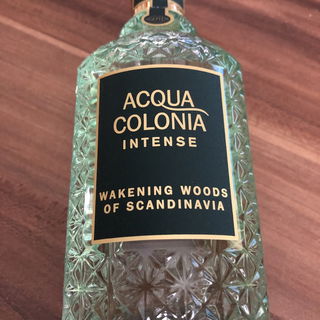 ACQUA
COLONIA
INTENSE
WAKENING WOODS
OF SCANDINAVIA